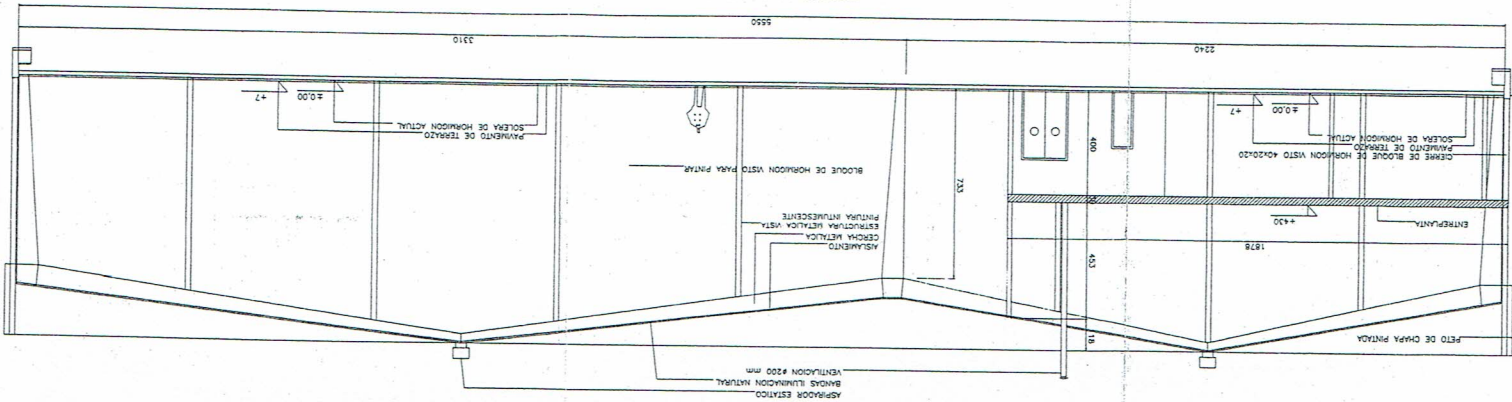 ASPIRADOR ESTATICO
BANDAS ILUMINACION NATURAL
VENTILACION ø200 mm
PETO DE CHAPA PINTADA
118
453
1878
ENTREPLANTA
+430
AISLAMIENTO
CERCHA METALICA
ESTRUCTURA METALICA VISTA
PINTURA INTUMESCENTE
733
BLOQUE DE HORMIGON VISTO PARA PINTAR
400
CIERRE DE BLOQUE DE HORMIGON VISTO 40x20x20
PAVIMENTO DE TERRAZO
SOLERA DE HORMIGON ACTUAL
±0,00
+7
PAVIMENTO DE TERRAZO
SOLERA DE HORMIGON ACTUAL
±0,00
+7
2240
3310
5550